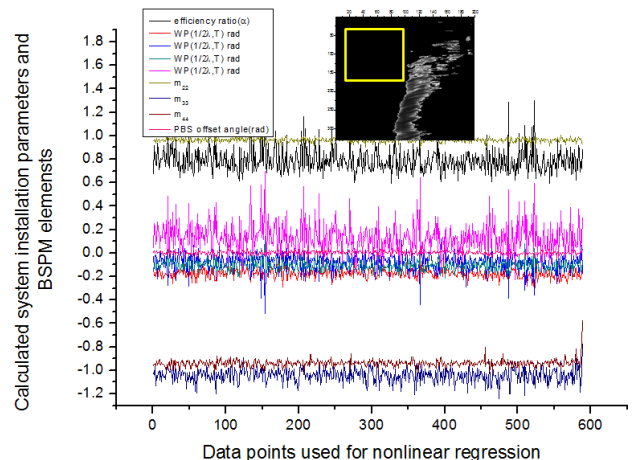 efficiency ratio(α)
WP(1/2λ,T) rad
WP(1/2λ,T) rad
WP(1/2λ,T) rad
WP(1/2λ,T) rad
m22
m33
m44
PBS offset angle(rad)
1.8
1.6
1.4
1.2
1.0
0.8
0.6
0.4
0.2
0.0
-0.2
-0.4
-0.6
-0.8
-1.0
-1.2
Calculated system installation parameters and
BSPM elemensts
0 100 200 300 400 500 600
Data points used for nonlinear regression